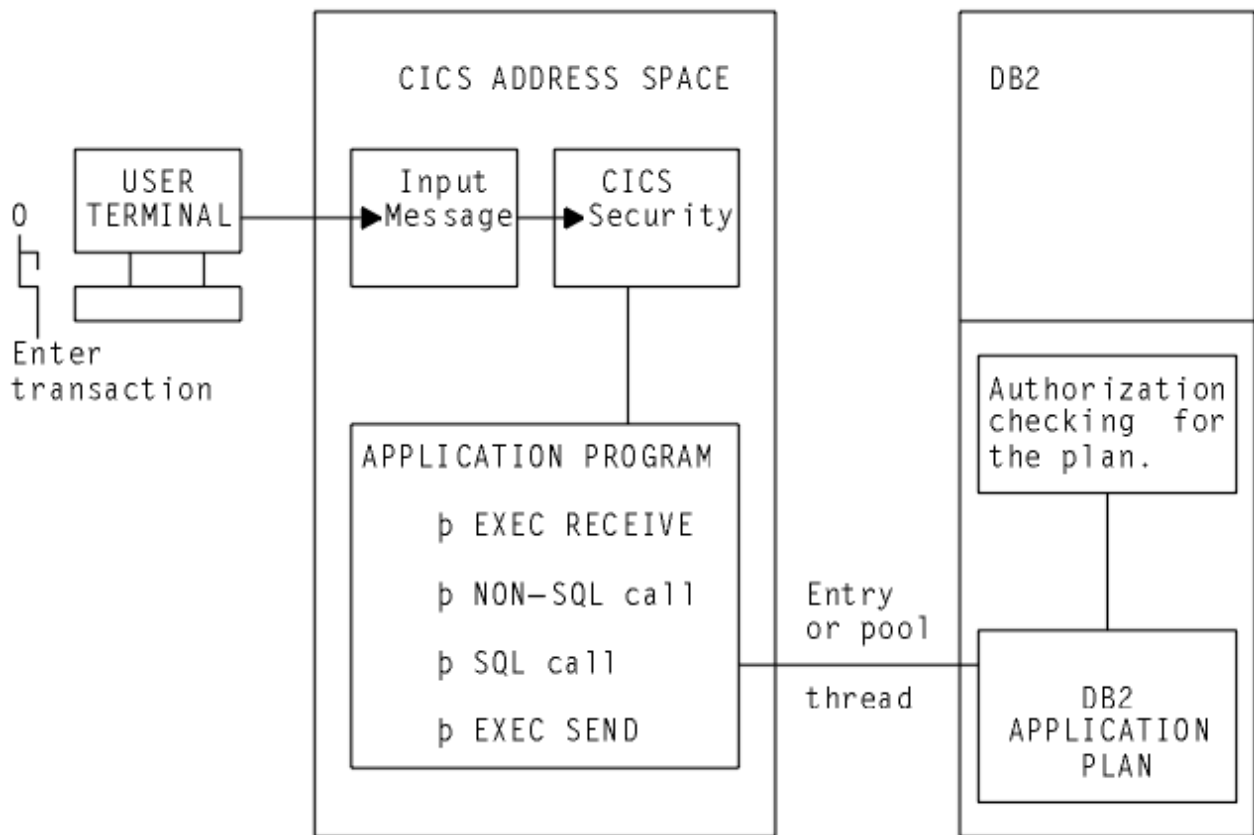 CICS ADDRESS SPACE
DB2
USER
TERMINAL
O
Enter
transaction
Input
Message
CICS
Security
APPLICATION PROGRAM
þ EXEC RECEIVE
þ NON—SQL call
þ SQL call
þ EXEC SEND
Entry
or pool
thread
Authorization
checking for
the plan.
DB2
APPLICATION
PLAN